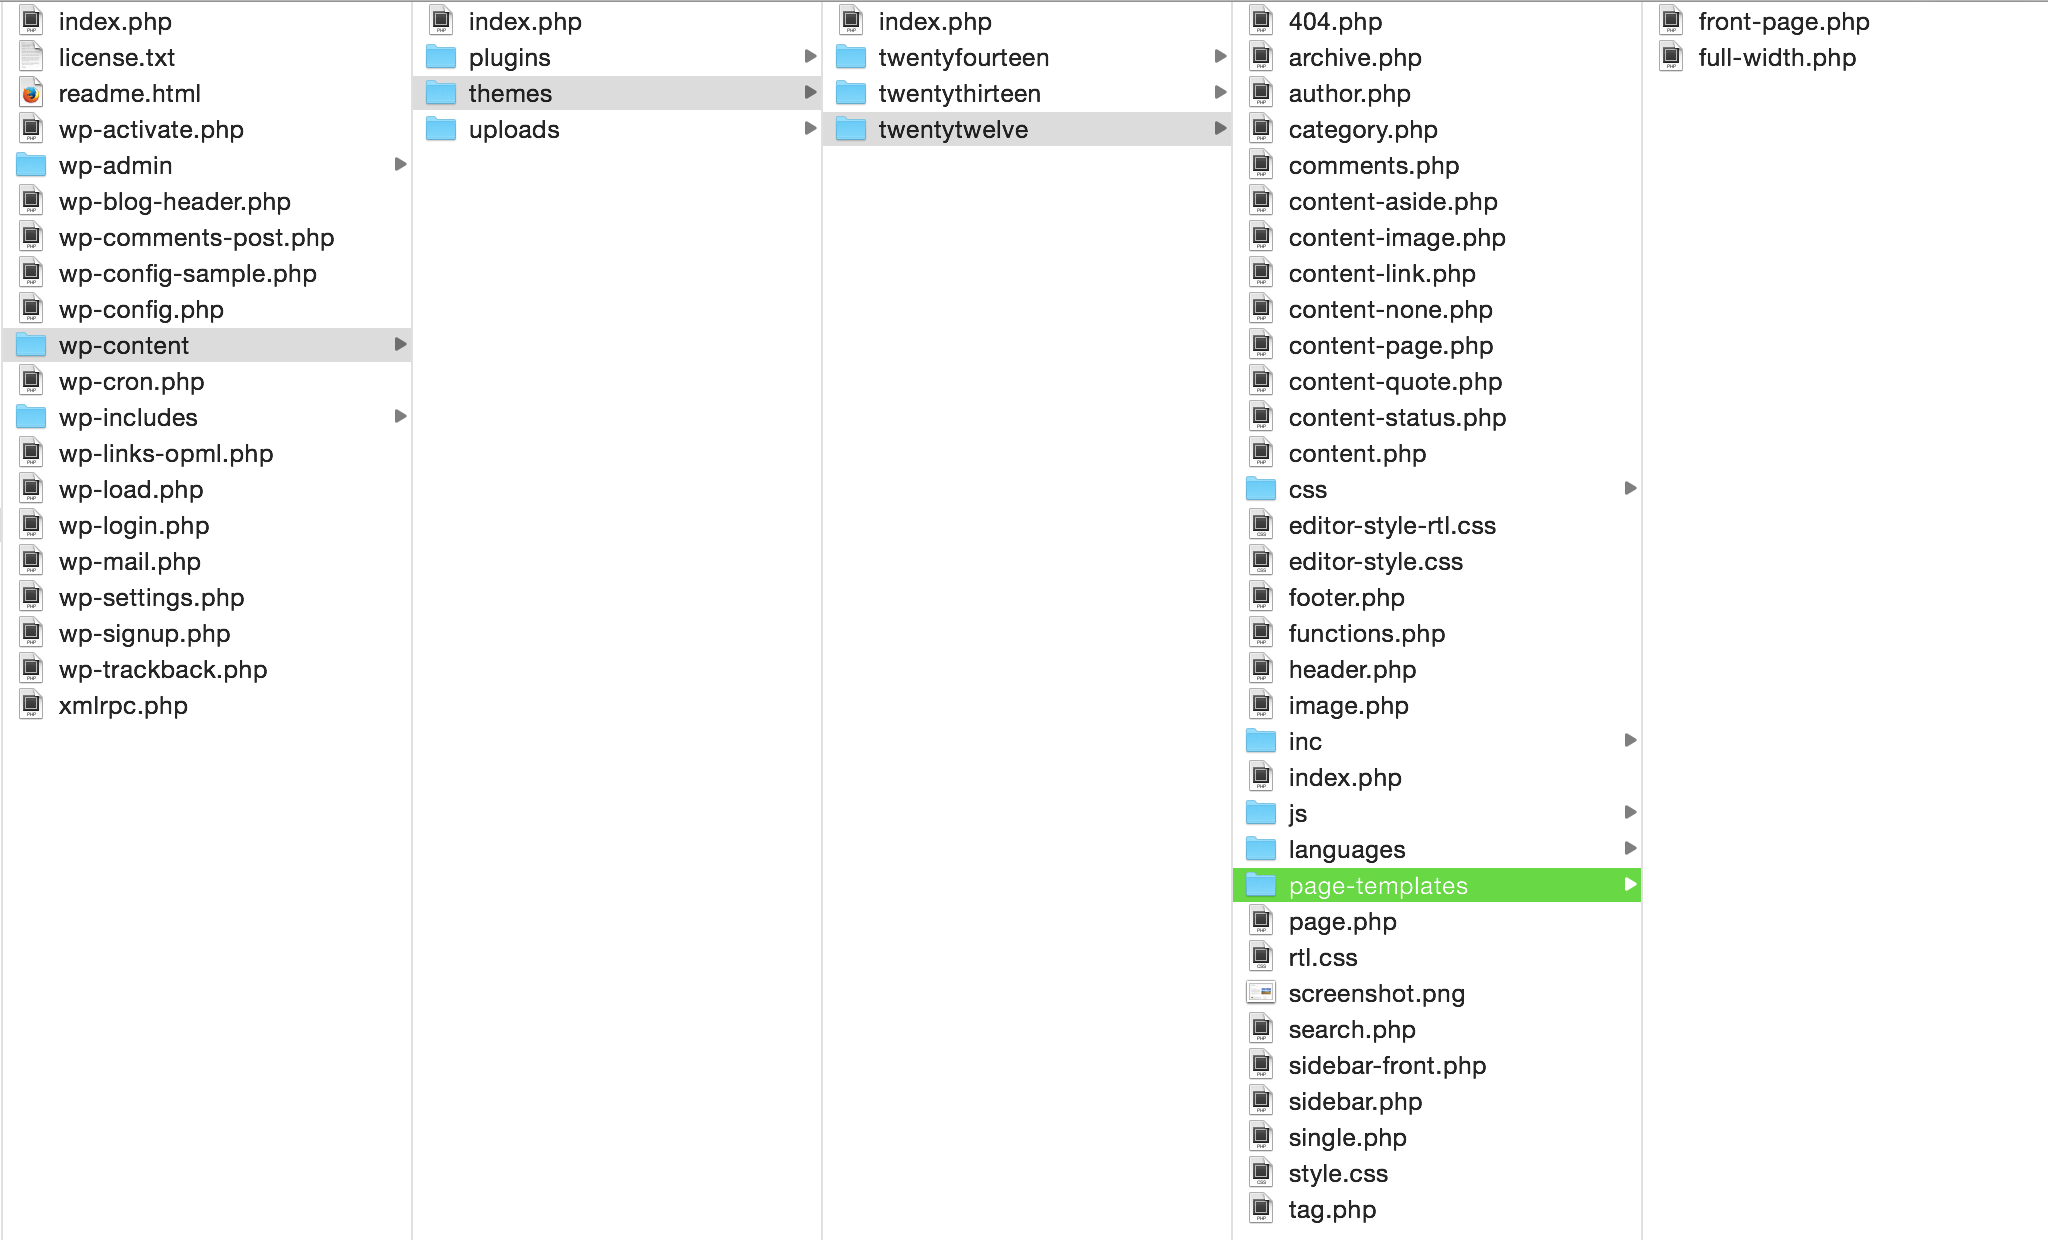 index.php
license.txt
readme.html
wp-activate.php
wp-admin
wp-blog-header.php
wp-comments-post.php
wp-config-sample.php
wp-config.php
wp-content
wp-cron.php
wp-includes
wp-links-opml.php
wp-load.php
wp-login.php
wp-mail.php
wp-settings.php
wp-signup.php
wp-trackback.php
xmlrpc.php
index.php
plugins
themes
uploads
index.php
twentyfourteen
twentythirteen
twentytwelve
404.php
archive.php
author.php
category.php
comments.php
content-aside.php
content-image.php
content-link.php
content-none.php
content-page.php
content-quote.php
content-status.php
content.php
css
editor-style-rtl.css
editor-style.css
footer.php
functions.php
header.php
image.php
inc
index.php
js
languages
page-templates
page.php
rtl.css
screenshot.png
search.php
sidebar-front.php
sidebar.php
single.php
style.css
tag.php
front-page.php
full-width.php